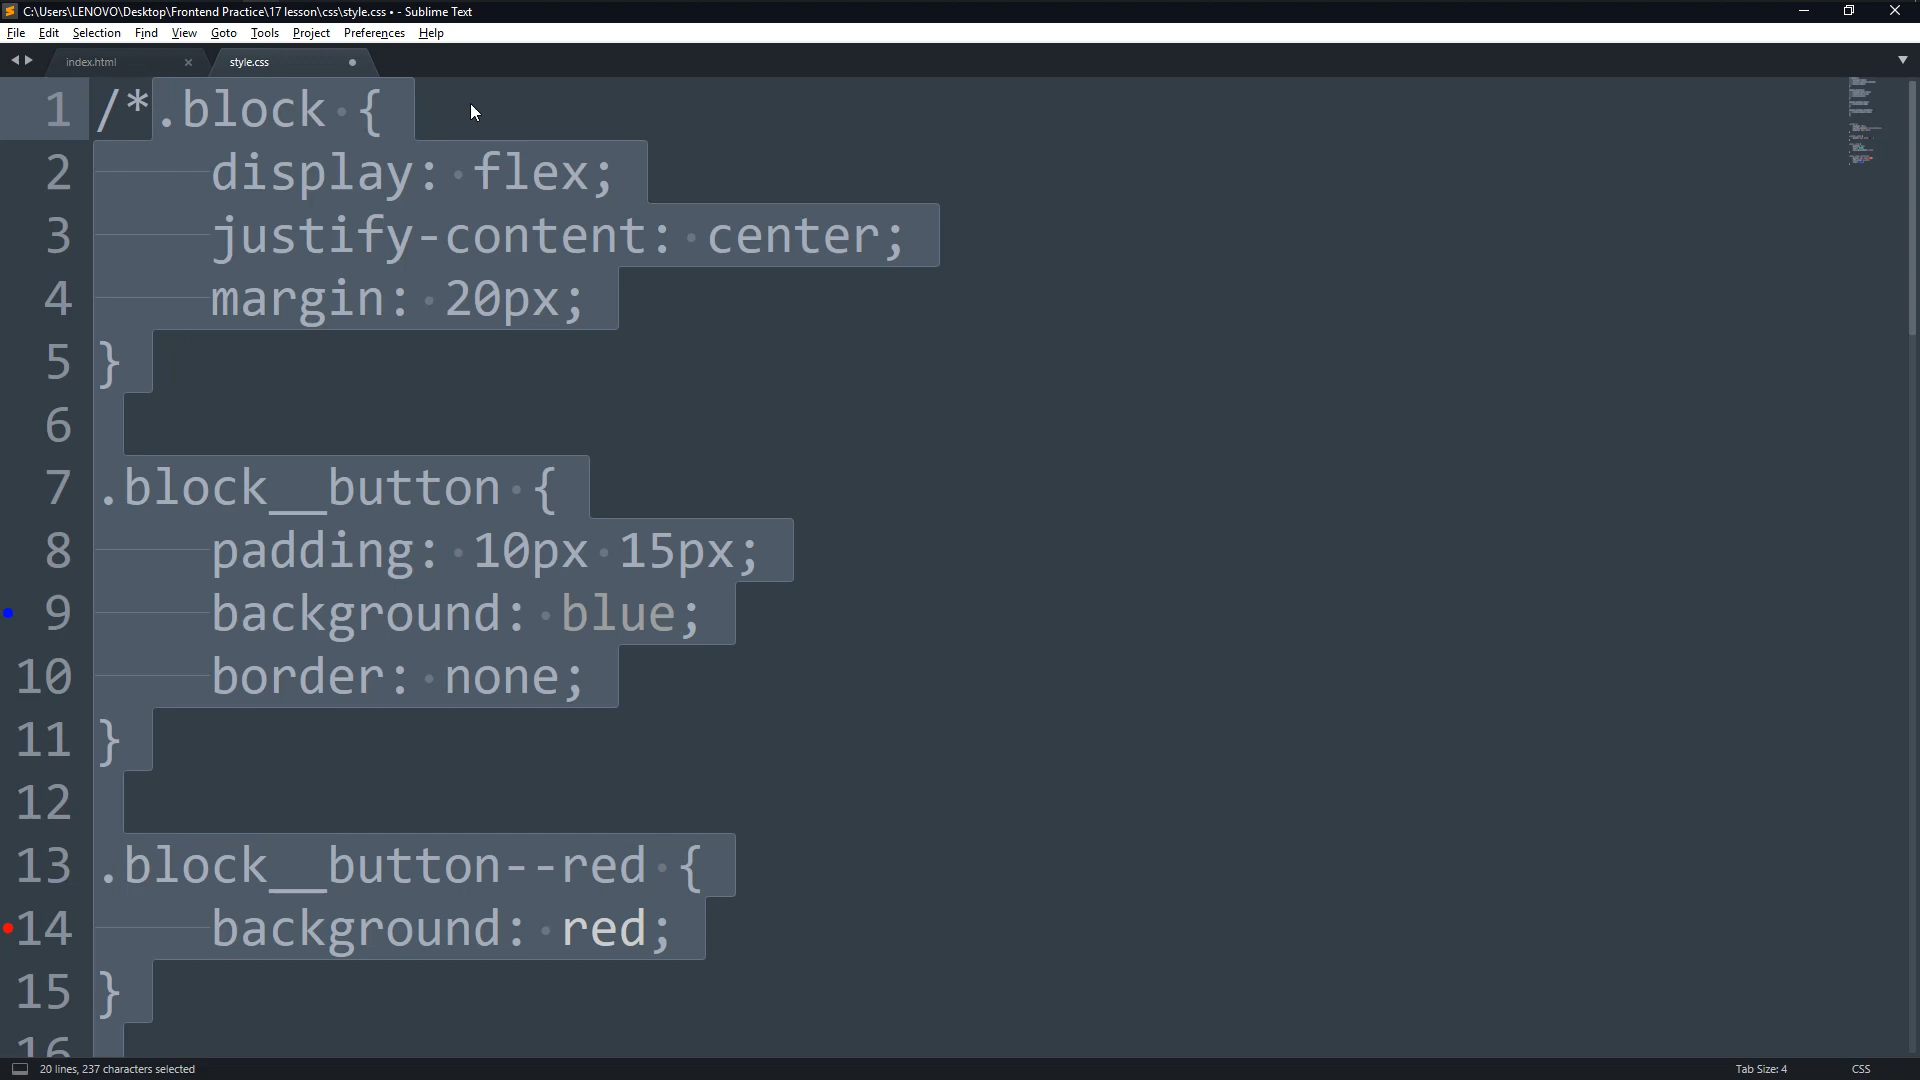 C:\Users\LENOVO\Desktop\Frontend Practice\17 lesson\css\style.css • - Sublime Text
File Edit Selection Find View Goto Tools Project Preferences Help
index.html
style.css
1 /*.block {
2 display: flex;
3 justify-content: center;
4 margin: 20px;
5 }
6
7 .block__button {
8 padding: 10px 15px;
9 background: blue;
10 border: none;
11 }
12
13 .block__button--red {
14 background: red;
15 }
16
20 lines, 237 characters selected
Tab Size: 4
CSS